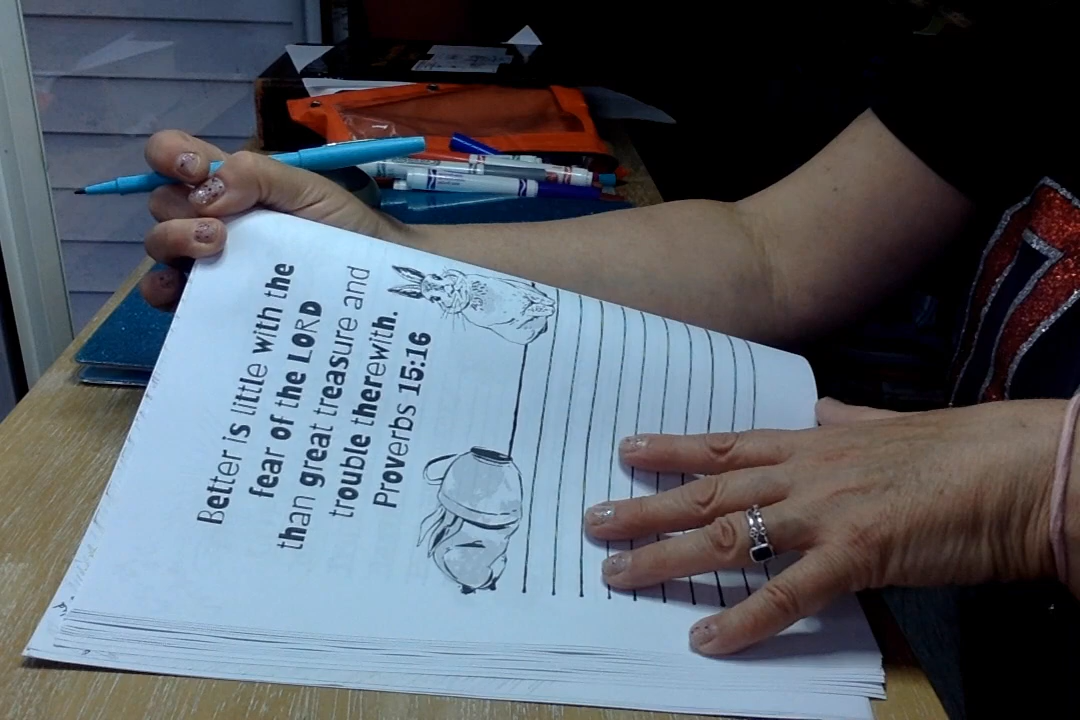 Better is little with the
fear of the LORD
than great treasure and
trouble therewith.
Proverbs 15:16